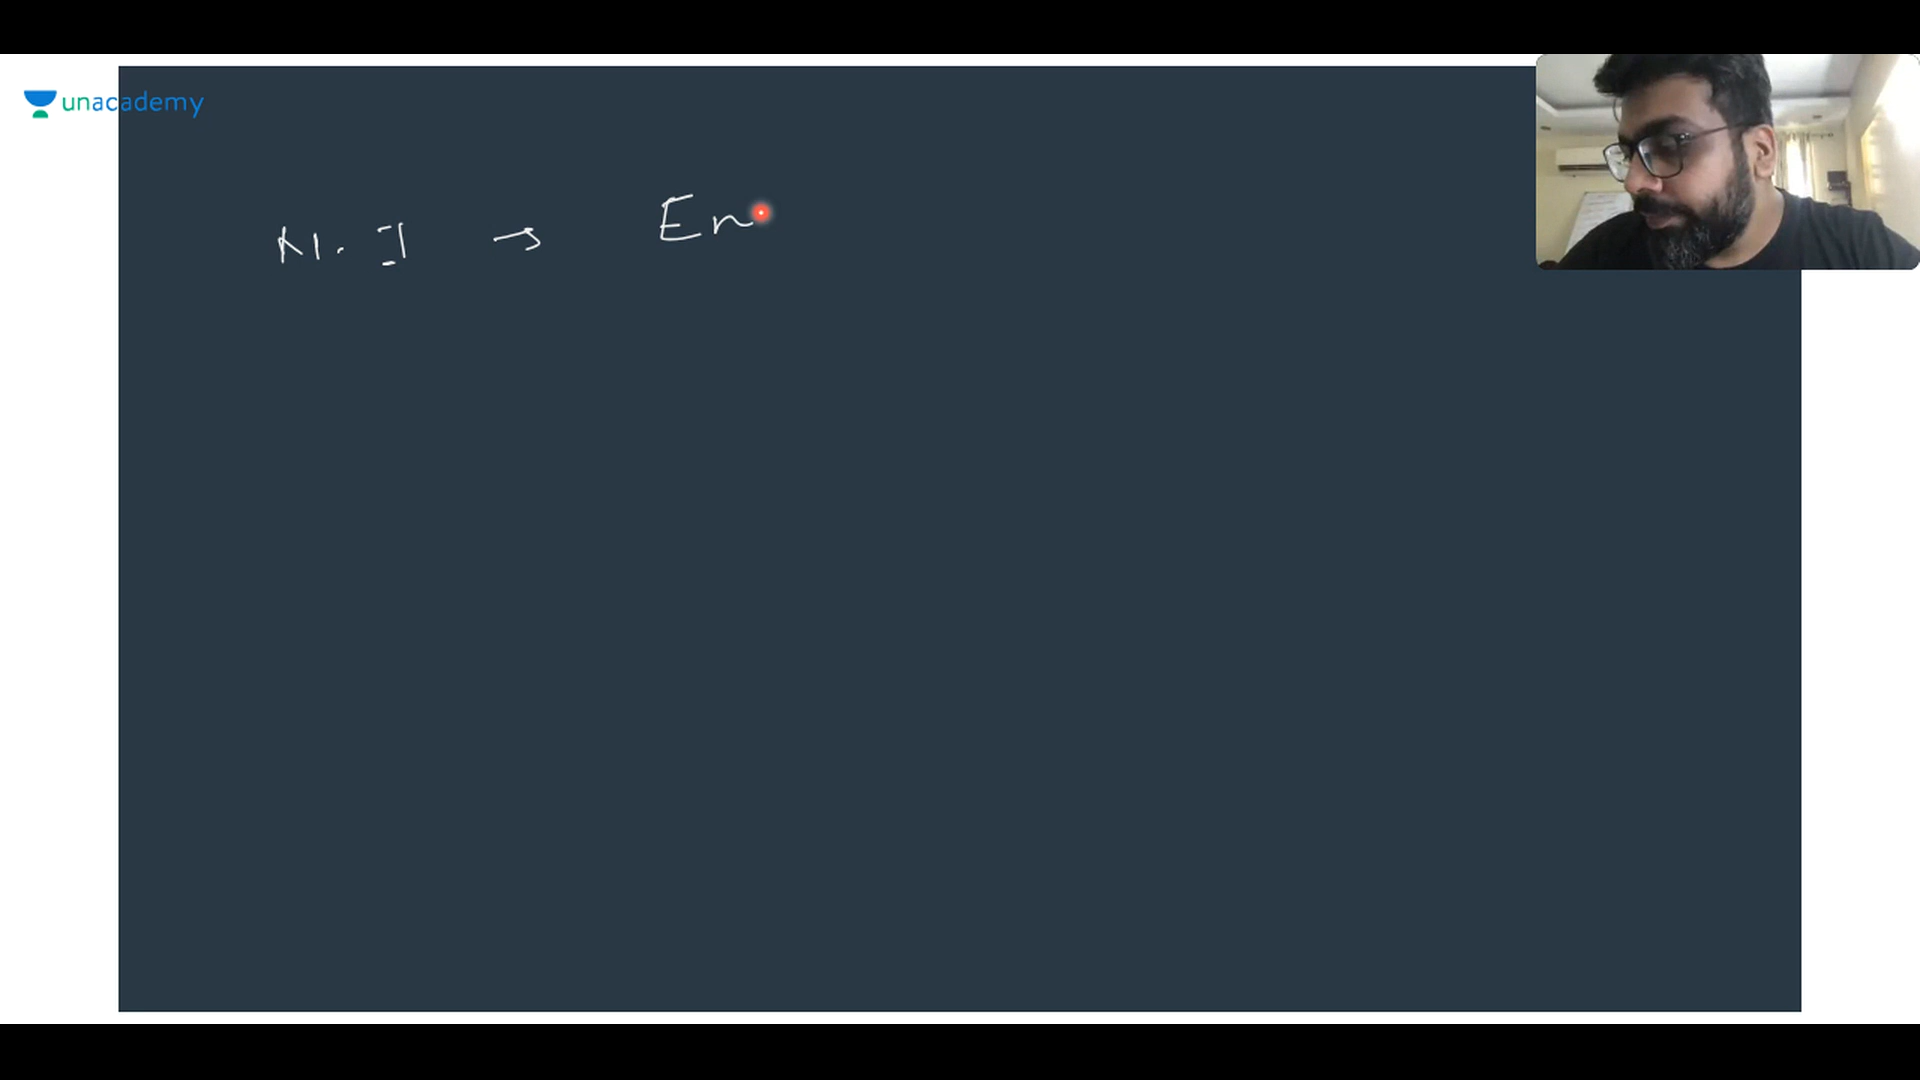 unacademy
N. I → En